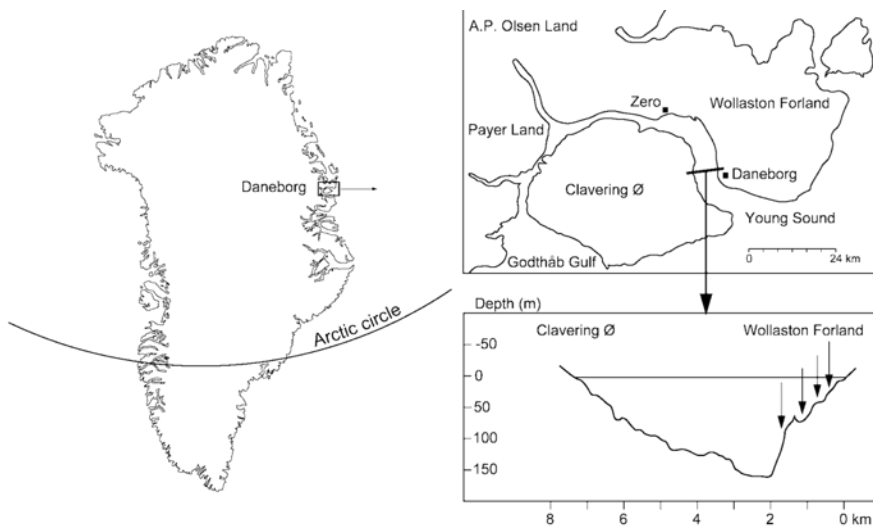 Daneborg
Arctic circle
A.P. Olsen Land
Zero
Wollaston Forland
Payer Land
Daneborg
Clavering Ø
Young Sound
0 24 km
Godthåb Gulf
Depth (m)
Clavering Ø Wollaston Forland
-50
0
50
100
150
8 6 4 2 0 km